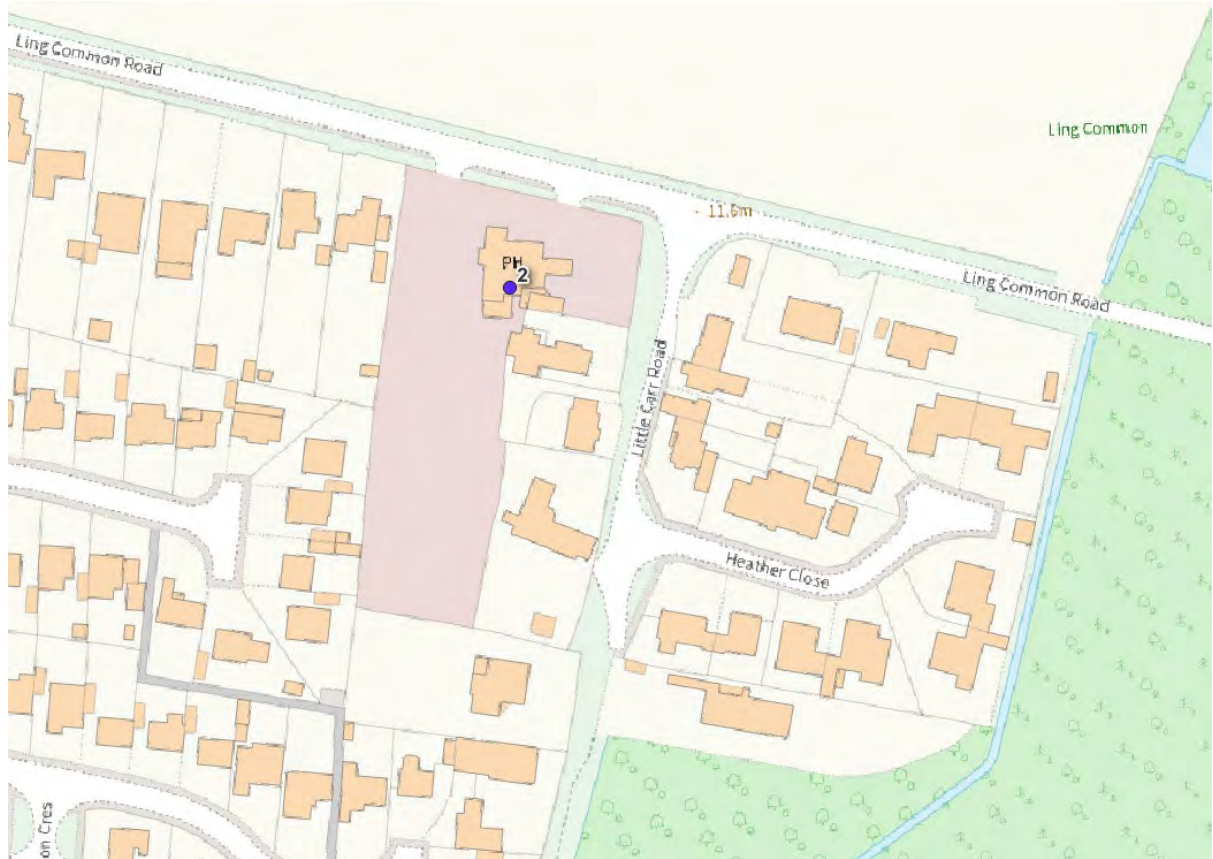 Ling Common Road
Ling Common
11.6m
PH
2
Ling Common Road
Little Carr Road
Heather Close
on Cres